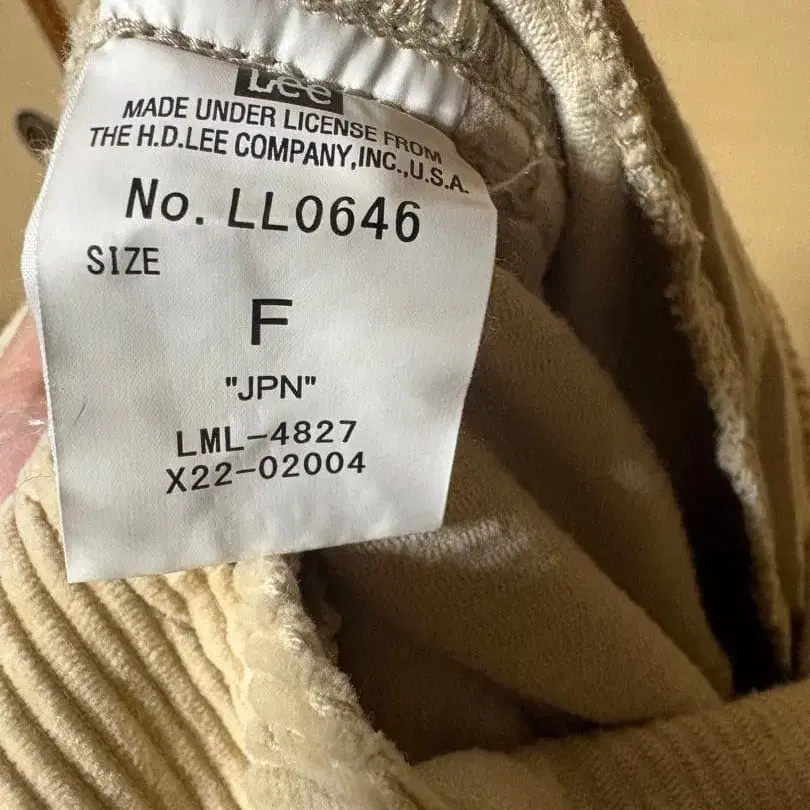 Lee
MADE UNDER LICENSE FROM
THE H.D.LEE COMPANY,INC.,U.S.A.
No. LL0646
SIZE
F
"JPN"
LML-4827
X22-02004